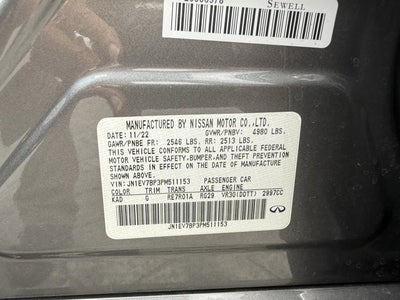 SEWELL
MANUFACTURED BY NISSAN MOTOR CO.,LTD.
11/22 GVWR/PNBV: 4980 LBS.
GAWR/PNBE FR: 2546 LBS. RR: 2513 LBS.
THIS VEHICLE CONFORMS TO ALL APPLICABLE FEDERAL
MOTOR VEHICLE SAFETY,BUMPER,AND THEFT PREVENTION
STANDARDS IN EFFECT ON THE DATE OF MANUFACTURE
SHOWN ABOVE.
VIN: JN1EV7BP3PM511153 PASSENGER CAR
COLOR TRIM TRANS AXLE ENGINE
KAD G RE7R01A RG29 VR30(DDTT) 2997CC
JN1EV7BP3PM511153